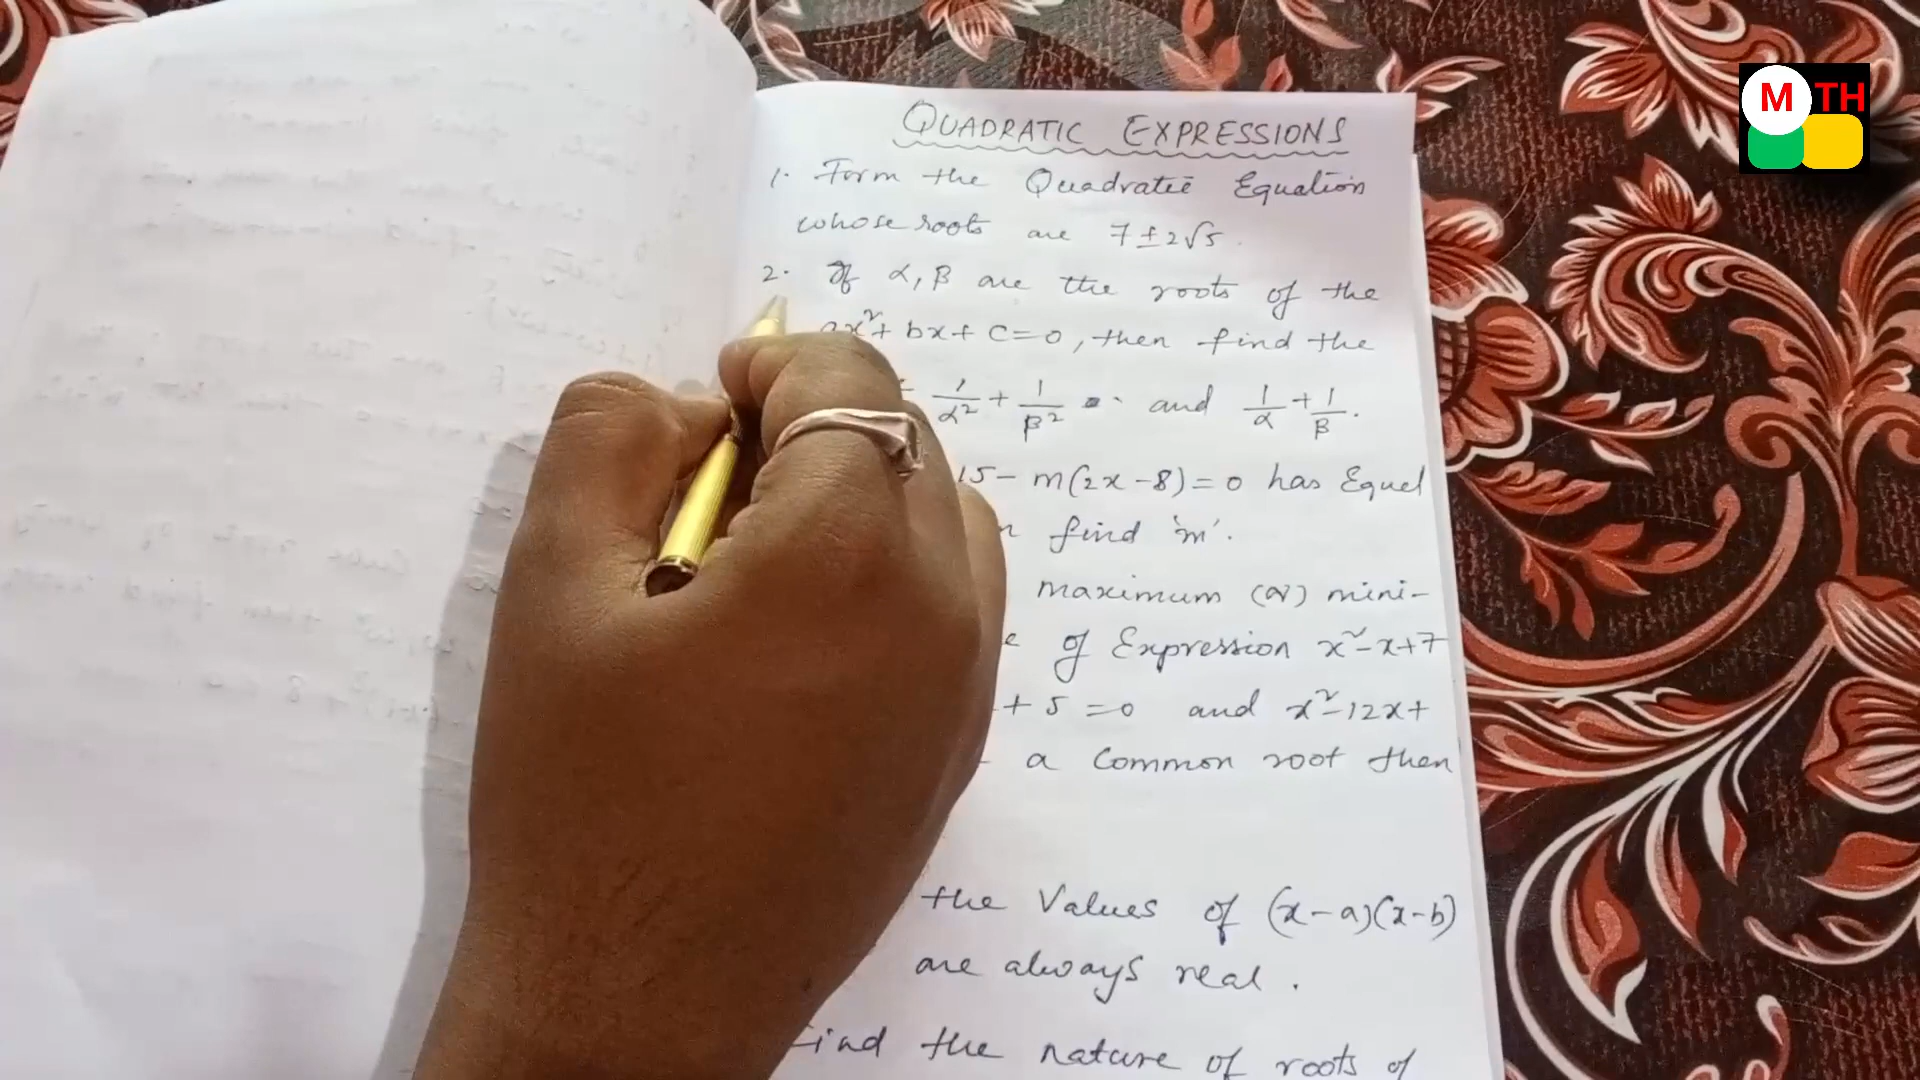 M TH
QUADRATIC EXPRESSIONS
1. Form the Quadratic Equation
whose roots are 7±2√5.
2. If α, β are the roots of the
ax²+ bx + c = 0, then find the
1/α² + 1/β² and 1/α + 1/β.
15 - m(2x-8) = 0 has Equel
find 'm'.
maximum (or) mini-
of Expression x²-x+7
+ 5 = 0 and x²-12x+
a common root then
the Values of (x-a)(x-b)
are always real.
Find the nature of roots of